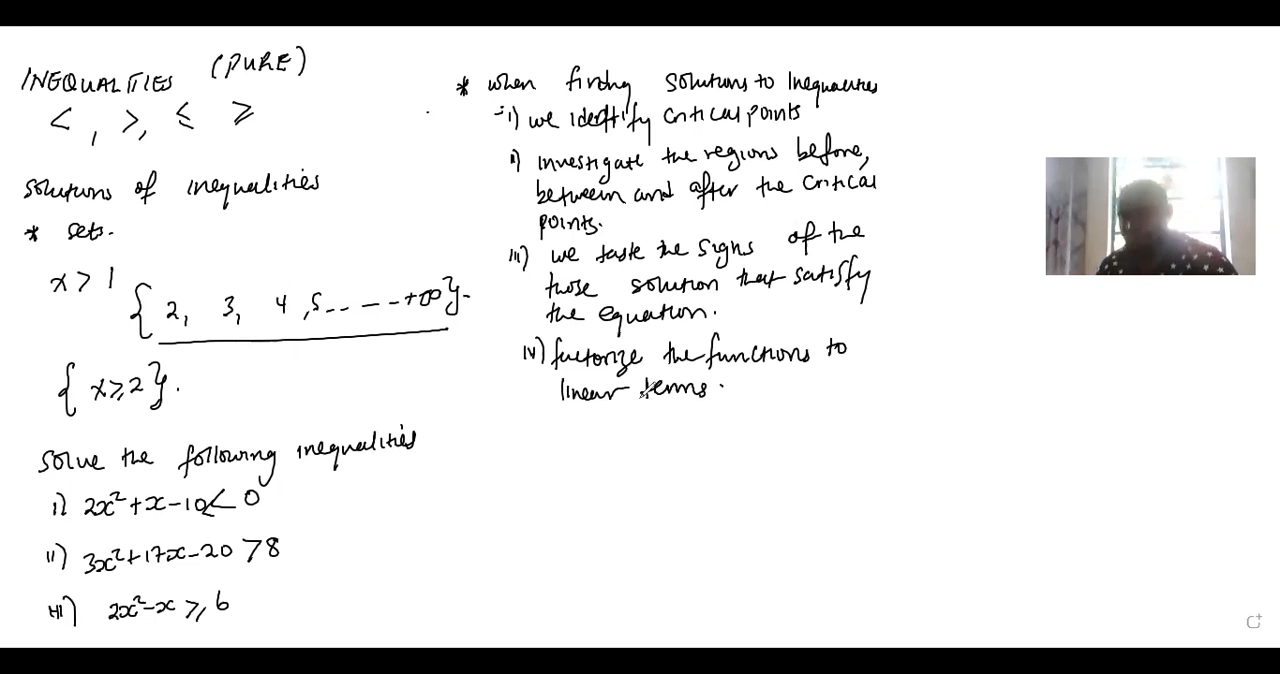 INEQUALITIES (PURE)
<, >, ≤ ≥
Solutions of inequalities
* sets.
x > 1
{2, 3, 4, 5.. - - - +∞}.
{x ≥ 2}.
Solve the following inequalities
i) 2x² + x - 10 < 0
ii) 3x² + 17x - 20 > 8
iii) 2x² - x ≥ 6
* when finding solutions to Inequalities
i) we identify critical points
ii) investigate the regions before,
between and after the critical
points.
iii) we taste the signs of the
those solution that satisfy
the equation.
iv) factorize the functions to
linear terms.